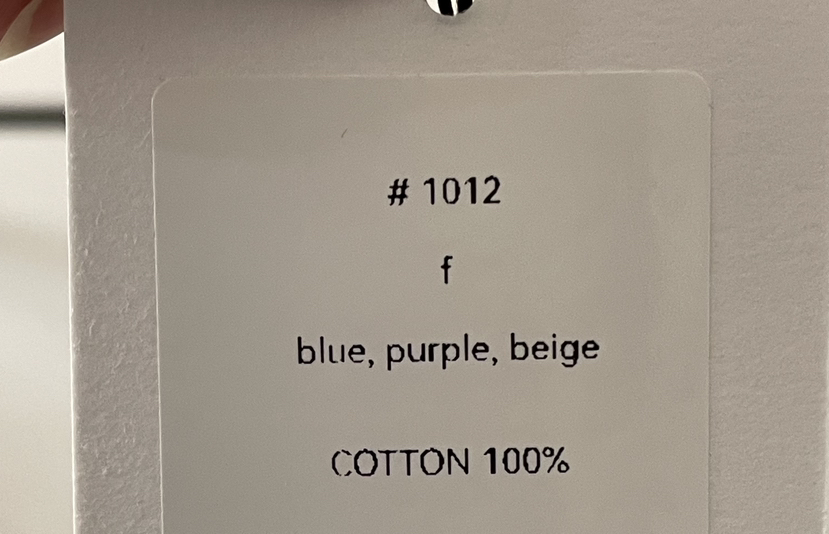 # 1012
f
blue, purple, beige
COTTON 100%